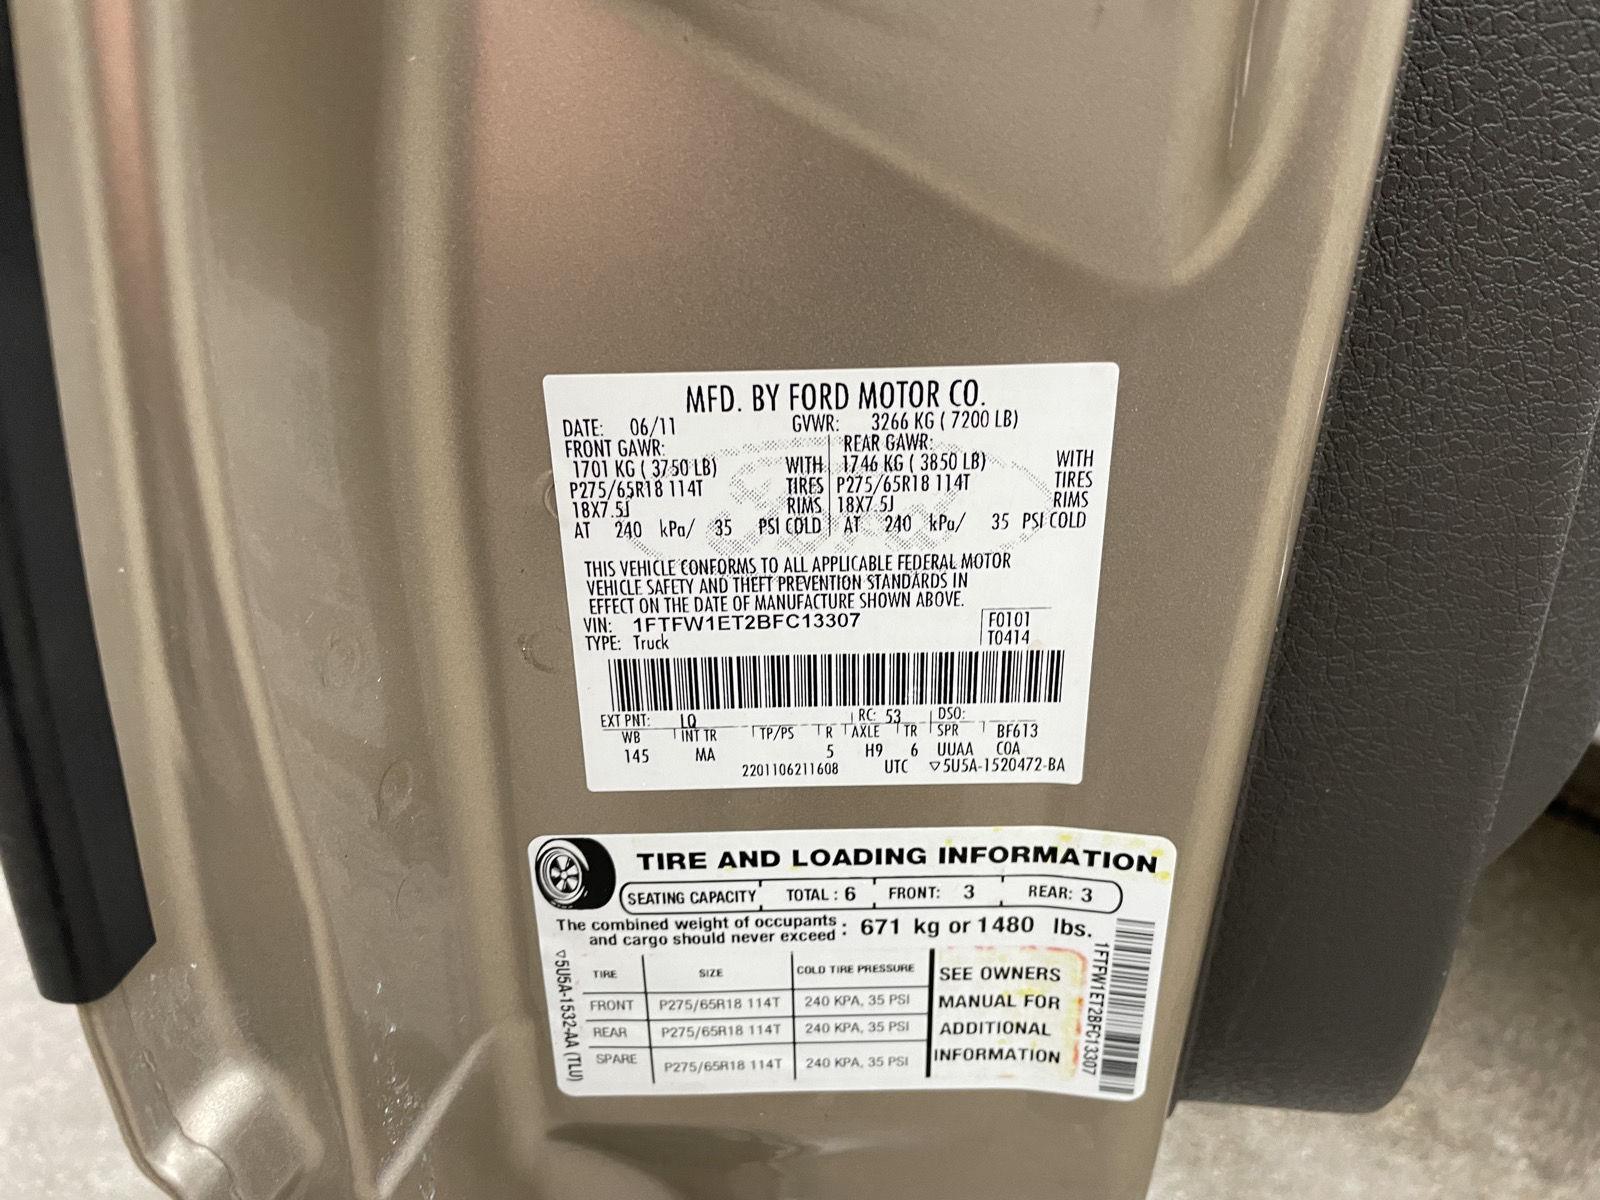 MFD. BY FORD MOTOR CO.
DATE: 06/11 GVWR: 3266 KG ( 7200 LB)
FRONT GAWR: REAR GAWR:
1701 KG ( 3750 LB) WITH 1746 KG ( 3850 LB) WITH
P275/65R18 114T TIRES P275/65R18 114T TIRES
18X7.5J RIMS 18X7.5J RIMS
AT 240 kPa/ 35 PSI COLD AT 240 kPa/ 35 PSI COLD
THIS VEHICLE CONFORMS TO ALL APPLICABLE FEDERAL MOTOR
VEHICLE SAFETY AND THEFT PREVENTION STANDARDS IN
EFFECT ON THE DATE OF MANUFACTURE SHOWN ABOVE.
VIN: 1FTFW1ET2BFC13307 F0101
TYPE: Truck T0414
EXT PNT: LQ RC: 53 DSO:
WB INT TR TP/PS R AXLE TR SPR BF613
145 MA 5 H9 6 UUAA COA
2201106211608 UTC ▽5U5A-1520472-BA
TIRE AND LOADING INFORMATION
SEATING CAPACITY TOTAL : 6 FRONT: 3 REAR: 3
The combined weight of occupants : 671 kg or 1480 lbs.
and cargo should never exceed
TIRE SIZE COLD TIRE PRESSURE SEE OWNERS
FRONT P275/65R18 114T 240 KPA, 35 PSI MANUAL FOR
REAR P275/65R18 114T 240 KPA, 35 PSI ADDITIONAL
SPARE P275/65R18 114T 240 KPA, 35 PSI INFORMATION
▽5U5A-1532-AA (TLU)
1FTFW1ET2BFC13307